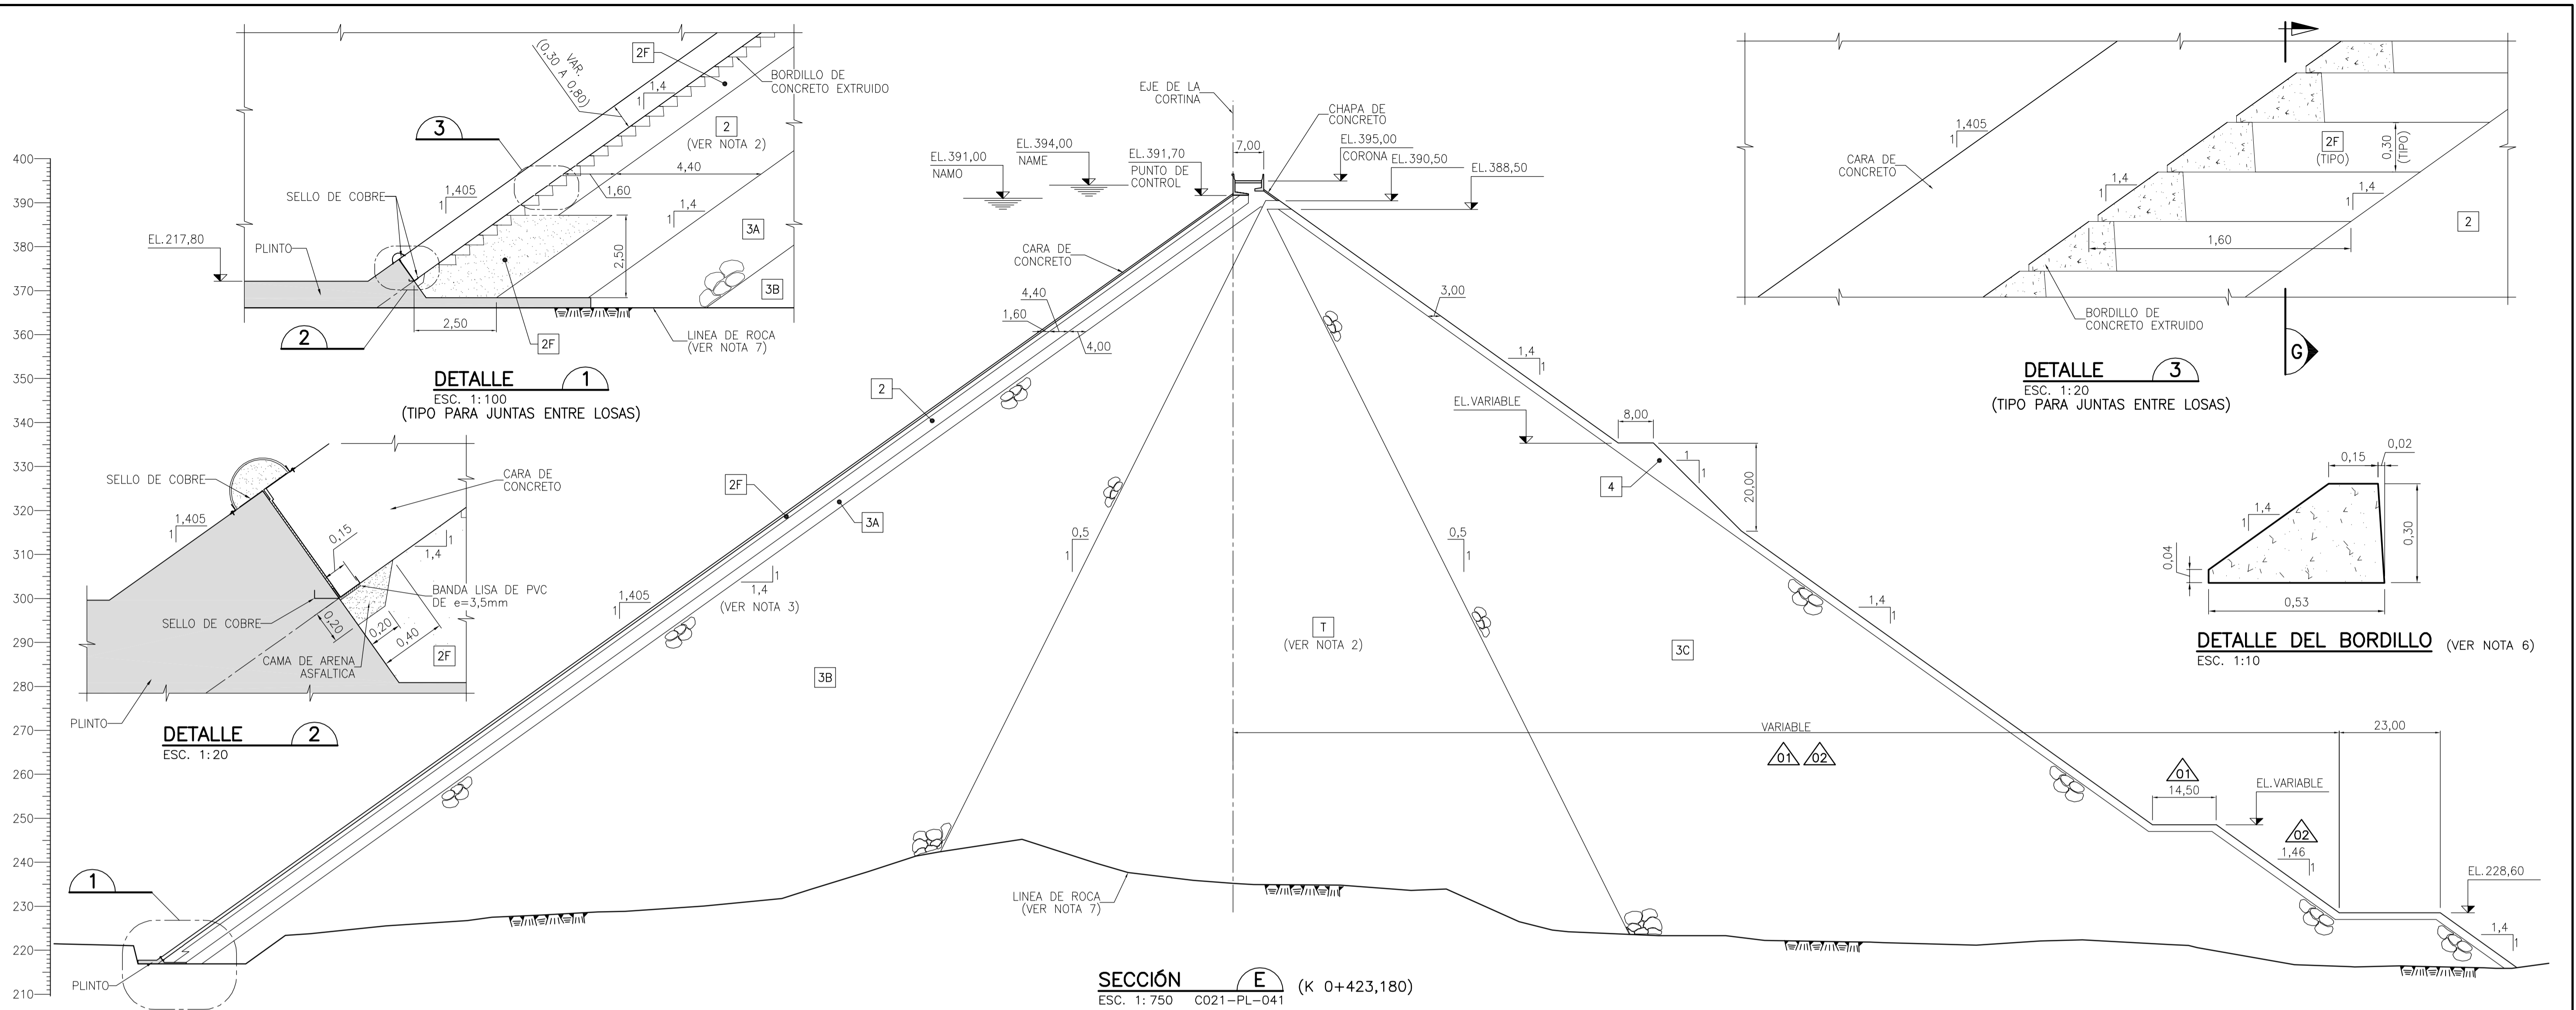 2F
VAR.
(0,30 A 0,80)
1,4
1
BORDILLO DE
CONCRETO EXTRUIDO
3
2
(VER NOTA 2)
4,40
1,405
1
1,60
SELLO DE COBRE
1,4
1
3A
EL.217,80
PLINTO
2,50
3B
2,50
2
2F
LINEA DE ROCA
(VER NOTA 7)
DETALLE 1
ESC. 1:100
(TIPO PARA JUNTAS ENTRE LOSAS)
SELLO DE COBRE
CARA DE
CONCRETO
1,405
1
0,15
1,4
1
BANDA LISA DE PVC
DE e=3,5mm
SELLO DE COBRE
0,20
0,20
0,40
CAMA DE ARENA
ASFALTICA
2F
PLINTO
DETALLE 2
ESC. 1:20
400
390
380
370
360
350
340
330
320
310
300
290
280
270
260
250
240
230
220
210
EJE DE LA
CORTINA
CHAPA DE
CONCRETO
EL.391,00
NAMO
EL.394,00
NAME
EL.391,70
PUNTO DE
CONTROL
7,00
EL.395,00
CORONA
EL.390,50
EL.388,50
CARA DE
CONCRETO
4,40
1,60
4,00
3,00
1,4
1
2
EL.VARIABLE
8,00
1
1
20,00
4
2F
3A
0,5
1
0,5
1
1,405
1
1
1,4
(VER NOTA 3)
1,4
1
T
(VER NOTA 2)
3B
3C
VARIABLE
01
02
23,00
01
14,50
EL.VARIABLE
02
1,46
1
EL.228,60
1,4
1
1
PLINTO
LINEA DE ROCA
(VER NOTA 7)
SECCIÓN E (K 0+423,180)
ESC. 1:750 C021-PL-041
1,405
1
CARA DE
CONCRETO
2F
(TIPO)
0,30
(TIPO)
1,4
1
1,4
1
2
1,60
BORDILLO DE
CONCRETO EXTRUIDO
G
DETALLE 3
ESC. 1:20
(TIPO PARA JUNTAS ENTRE LOSAS)
0,02
0,15
1,4
1
0,30
0,04
0,53
DETALLE DEL BORDILLO (VER NOTA 6)
ESC. 1:10